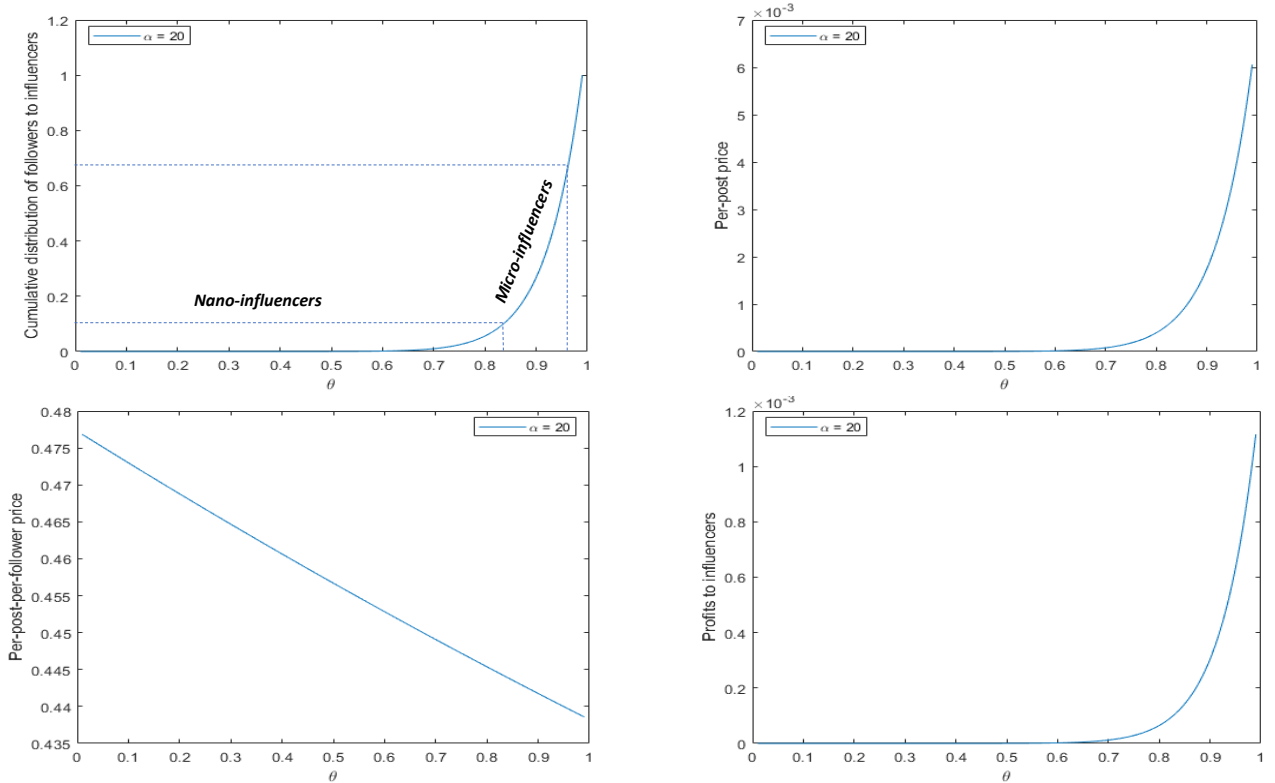 Cumulative distribution of followers to influencers
1.2
1
0.8
0.6
0.4
0.2
0
α = 20
Nano-influencers
Micro-influencers
0 0.1 0.2 0.3 0.4 0.5 0.6 0.7 0.8 0.9 1
θ
×10-3
Per-post price
7
6
5
4
3
2
1
0
α = 20
0 0.1 0.2 0.3 0.4 0.5 0.6 0.7 0.8 0.9 1
θ
Per-post-per-follower price
0.48
0.475
0.47
0.465
0.46
0.455
0.45
0.445
0.44
0.435
α = 20
0 0.1 0.2 0.3 0.4 0.5 0.6 0.7 0.8 0.9 1
θ
×10-3
Profits to influencers
1.2
1
0.8
0.6
0.4
0.2
0
α = 20
0 0.1 0.2 0.3 0.4 0.5 0.6 0.7 0.8 0.9 1
θ